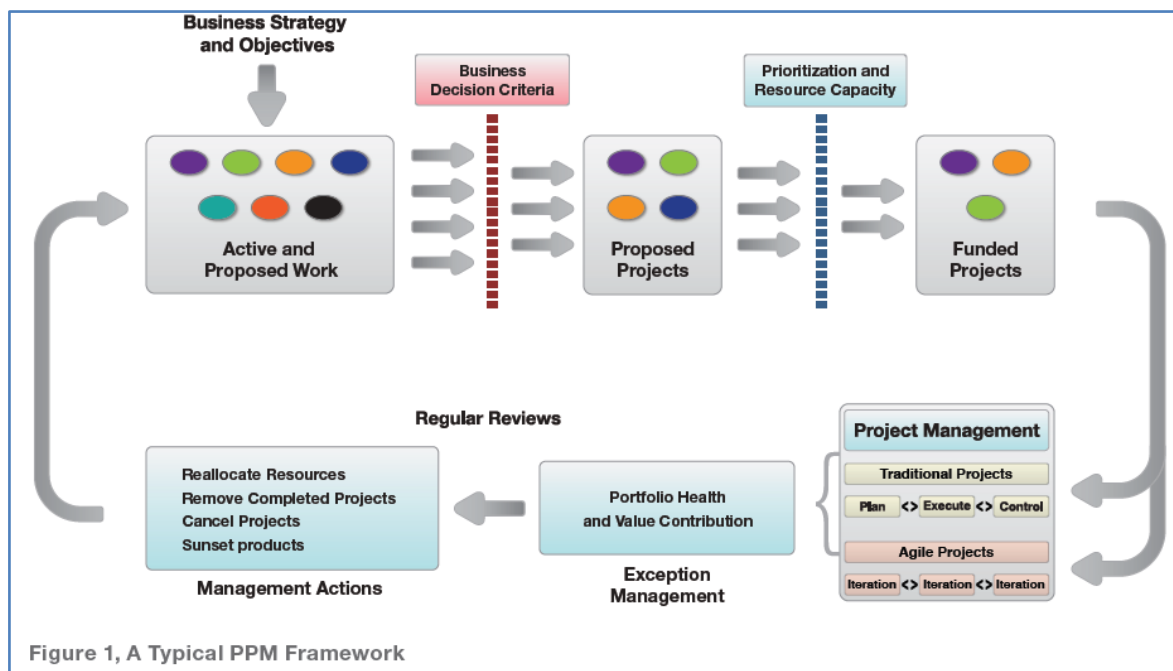 Business Strategy
and Objectives
Business
Decision Criteria
Prioritization and
Resource Capacity
Active and
Proposed Work
Proposed
Projects
Funded
Projects
Regular Reviews
Project Management
Traditional Projects
Plan <> Execute <> Control
Agile Projects
Iteration <> Iteration <> Iteration
Portfolio Health
and Value Contribution
Exception
Management
Reallocate Resources
Remove Completed Projects
Cancel Projects
Sunset products
Management Actions
Figure 1, A Typical PPM Framework